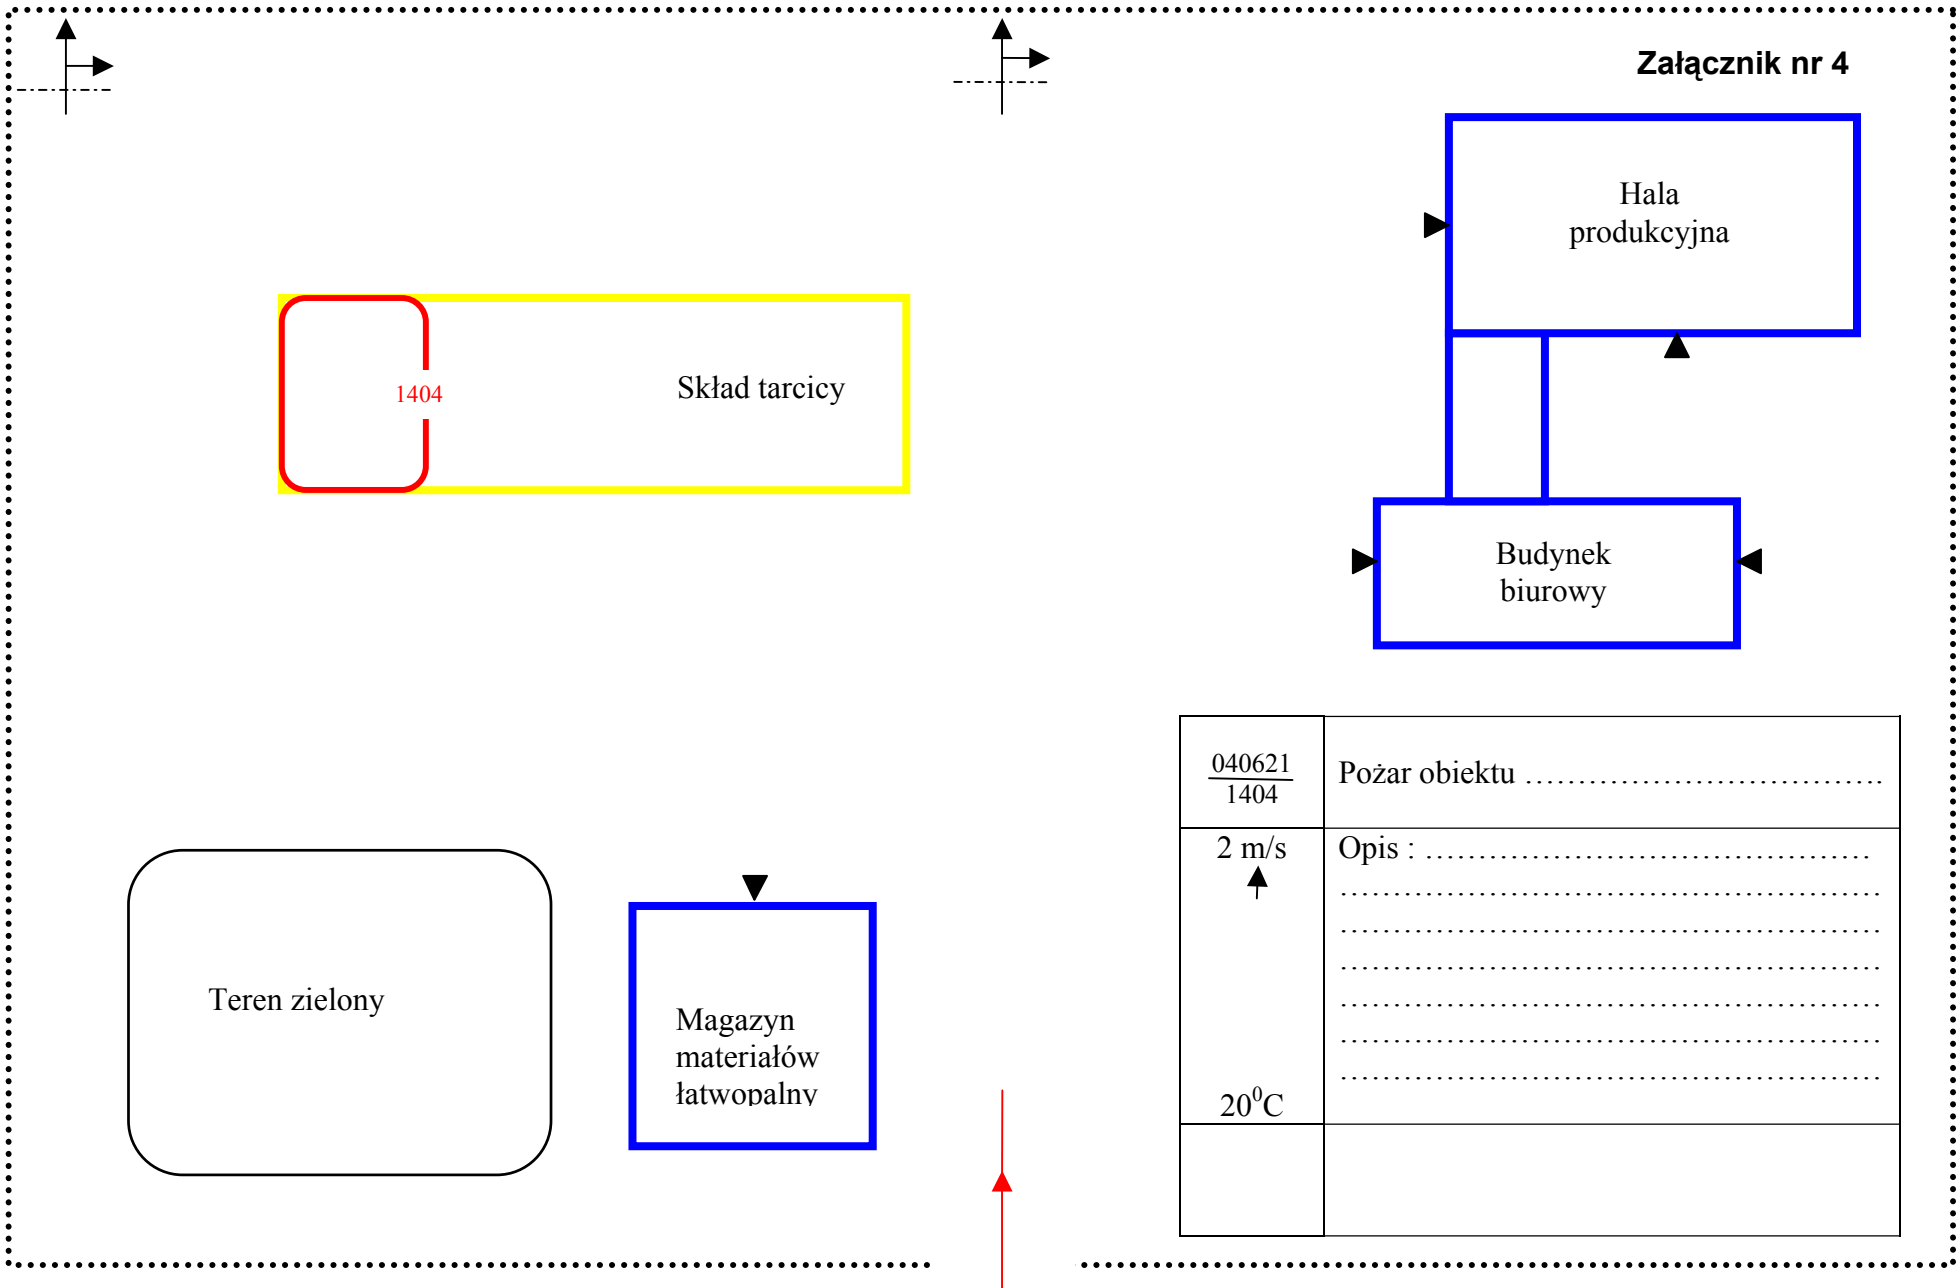 Załącznik nr 4
Hala
produkcyjna
1404
Skład tarcicy
Budynek
biurowy
040621
1404
Pożar obiektu ……………………………
2 m/s
Opis : ……………………………………
……………………………………………
……………………………………………
……………………………………………
……………………………………………
……………………………………………
……………………………………………
20⁰C
Teren zielony
Magazyn
materiałów
łatwopalny